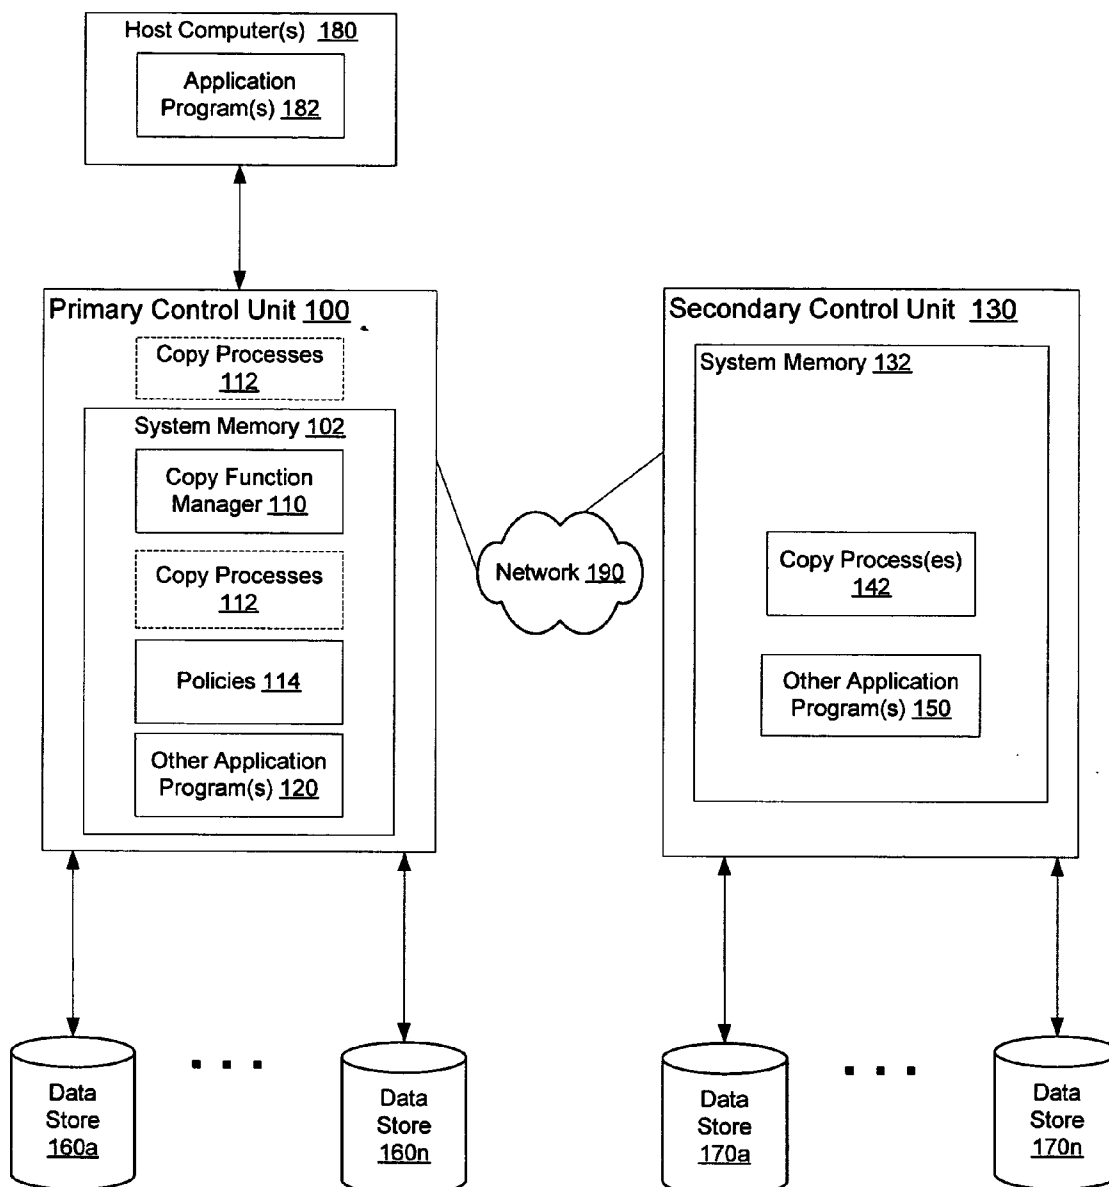 Host Computer(s) 180
Application
Program(s) 182
Primary Control Unit 100
Copy Processes
112
System Memory 102
Copy Function
Manager 110
Copy Processes
112
Policies 114
Other Application
Program(s) 120
Network 190
Secondary Control Unit 130
System Memory 132
Copy Process(es)
142
Other Application
Program(s) 150
Data
Store
160a
Data
Store
160n
Data
Store
170a
Data
Store
170n